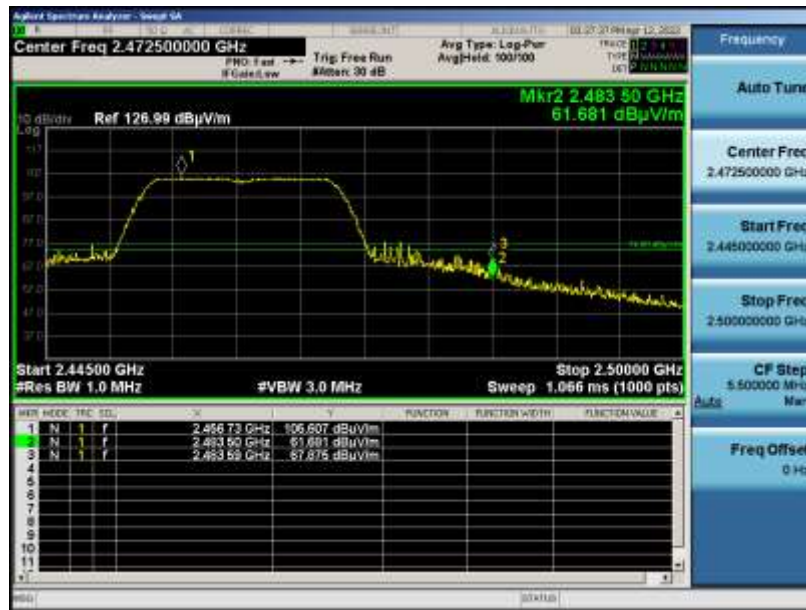 Agilent Spectrum Analyzer - Swept SA
Center Freq 2.472500000 GHz
PNO: Fast
IFGain:Low
Trig: Free Run
#Atten: 30 dB
Avg Type: Log-Pwr
Avg|Hold: 100/100
TRACE
TYPE
DET
Frequency
Auto Tune
Mkr2 2.483 50 GHz
10 dB/div Ref 126.99 dBµV/m 61.681 dBµV/m
Log
1
3
2
Center Freq
2.472500000 GHz
Start Freq
2.445000000 GHz
Stop Freq
2.500000000 GHz
CF Step
5.500000 MHz
Auto Man
Freq Offset
0 Hz
Start 2.44500 GHz Stop 2.50000 GHz
#Res BW 1.0 MHz #VBW 3.0 MHz Sweep 1.066 ms (1000 pts)
MKR MODE TRC SCL X Y FUNCTION FUNCTION WIDTH FUNCTION VALUE
1 N 1 f 2.456 73 GHz 106.607 dBuV/m
2 N 1 f 2.483 50 GHz 61.681 dBuV/m
3 N 1 f 2.483 59 GHz 67.875 dBuV/m
4
5
6
7
8
9
10
11
MSG STATUS